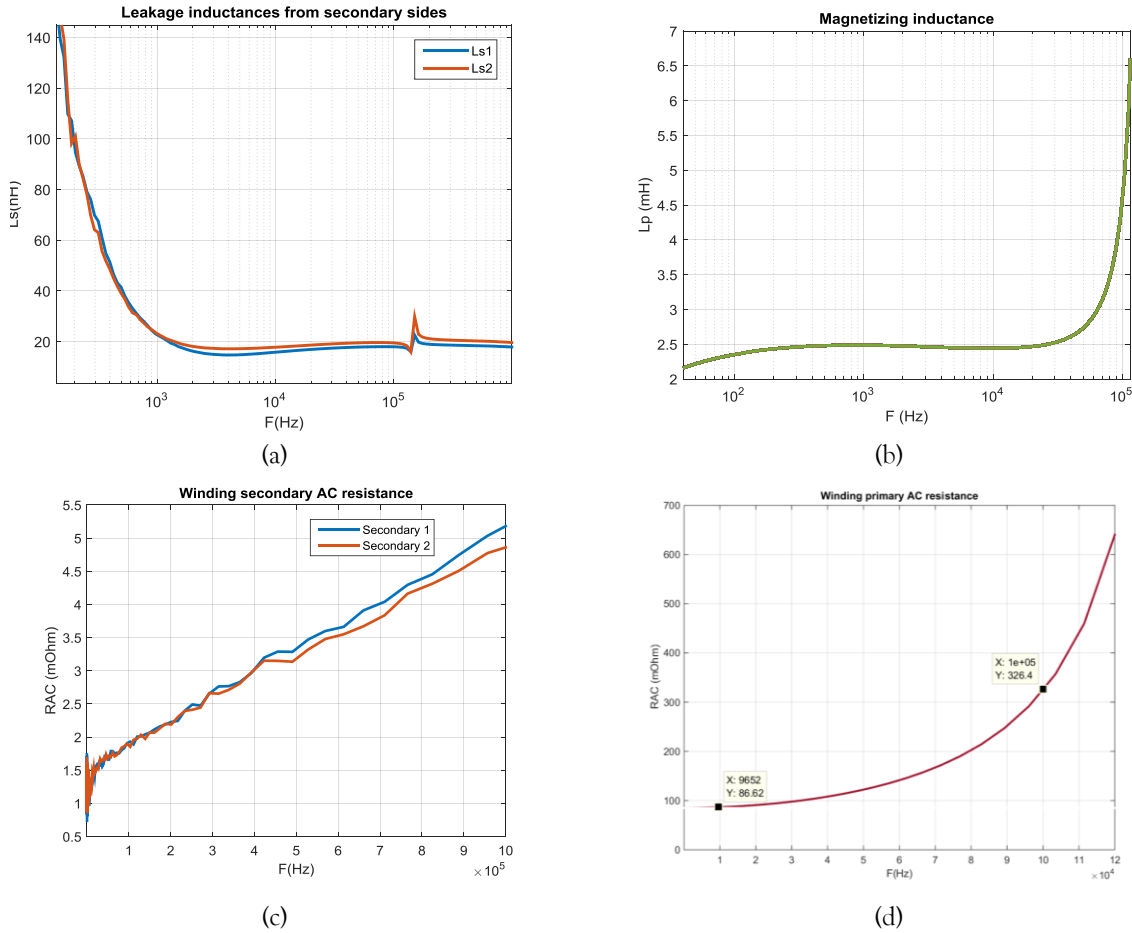 Leakage inductances from secondary sides
140
120
100
80
60
40
20
Ls(nH)
Ls1
Ls2
10^3
10^4
10^5
F(Hz)
(a)
Magnetizing inductance
7
6.5
6
5.5
5
4.5
4
3.5
3
2.5
2
Lp (mH)
10^2
10^3
10^4
10^5
F (Hz)
(b)
Winding secondary AC resistance
5.5
5
4.5
4
3.5
3
2.5
2
1.5
1
0.5
RAC (mOhm)
Secondary 1
Secondary 2
1 2 3 4 5 6 7 8 9 10
F(Hz)
×10^5
(c)
Winding primary AC resistance
700
600
500
400
300
200
100
0
RAC (mOhm)
X: 1e+05
Y: 326.4
X: 9652
Y: 86.62
1 2 3 4 5 6 7 8 9 10 11 12
F(Hz)
×10^4
(d)